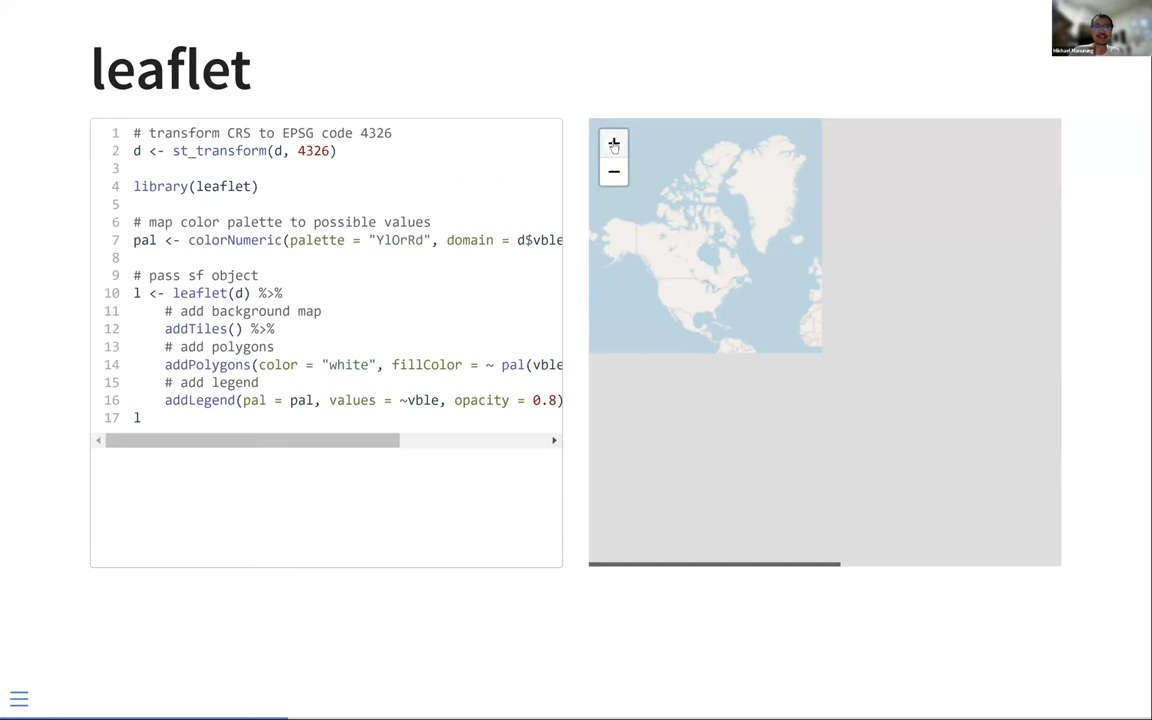 leaflet
1 # transform CRS to EPSG code 4326
2 d <- st_transform(d, 4326)
3
4 library(leaflet)
5
6 # map color palette to possible values
7 pal <- colorNumeric(palette = "YlOrRd", domain = d$vble
8
9 # pass sf object
10 l <- leaflet(d) %>%
11 # add background map
12 addTiles() %>%
13 # add polygons
14 addPolygons(color = "white", fillColor = ~ pal(vble
15 # add legend
16 addLegend(pal = pal, values = ~vble, opacity = 0.8)
17 l
+
−